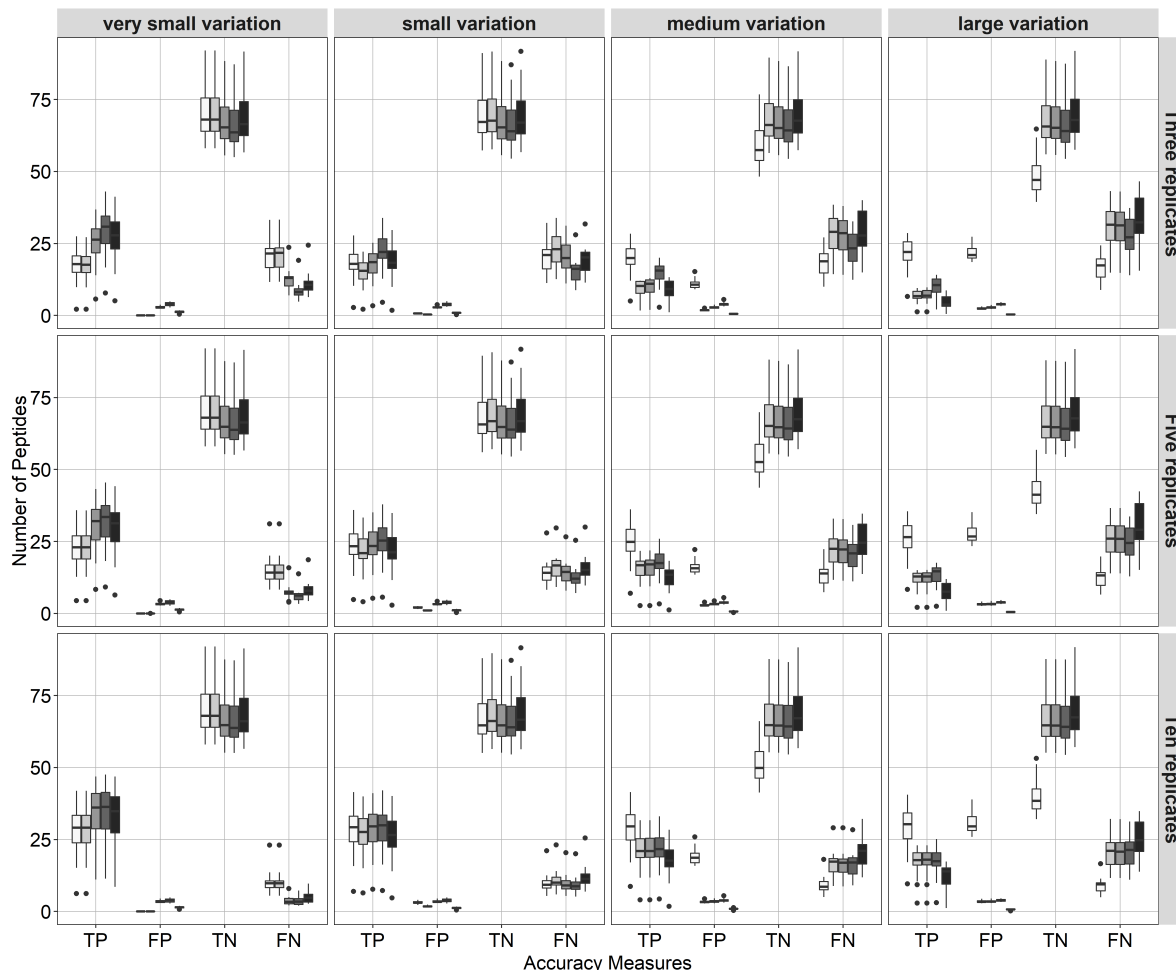 very small variation small variation medium variation large variation
75
50
25
0
Three replicates
75
50
25
0
Five replicates
75
50
25
0
Ten replicates
Number of Peptides
TP FP TN FN TP FP TN FN TP FP TN FN TP FP TN FN
Accuracy Measures